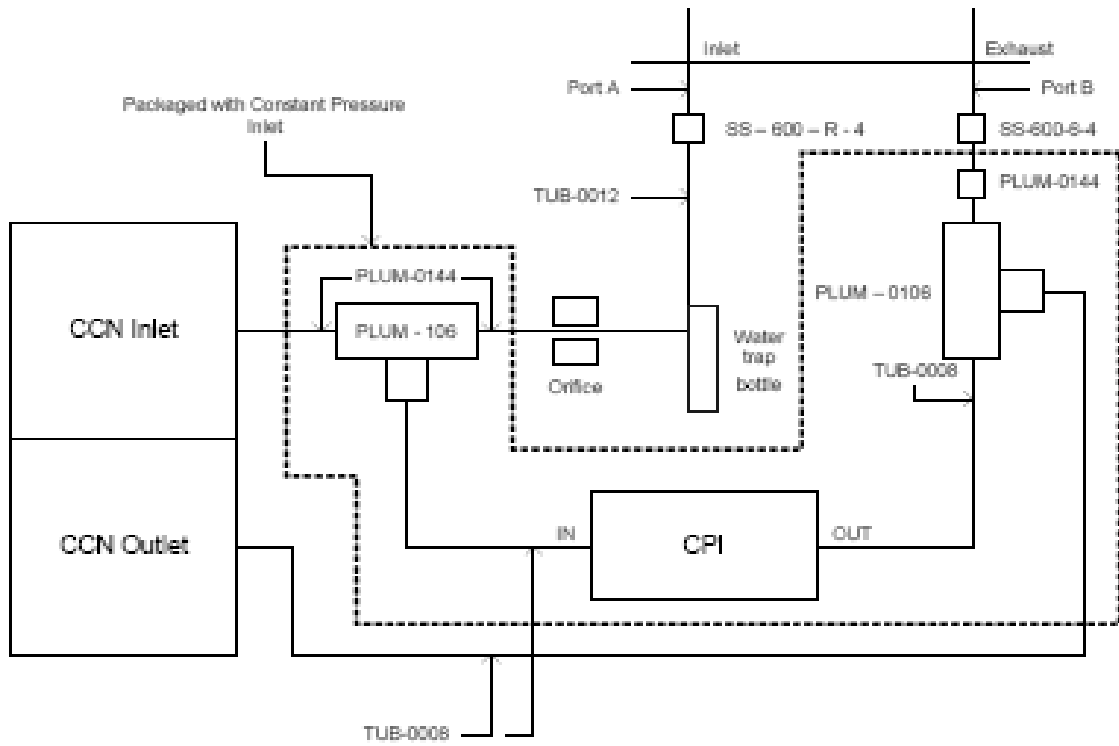 Inlet
Exhaust
Port A
Port B
Packaged with Constant Pressure
Inlet
SS – 600 – R - 4
SS-600-6-4
PLUM-0144
TUB-0012
PLUM-0144
CCN Inlet
PLUM - 106
PLUM – 0106
Water
trap
bottle
Orifice
TUB-0008
CCN Outlet
IN
CPI
OUT
TUB-0008